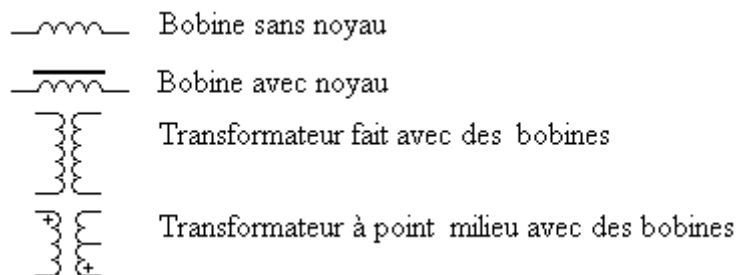 Bobine sans noyau
Bobine avec noyau
Transformateur fait avec des bobines
Transformateur à point milieu avec des bobines
+
+